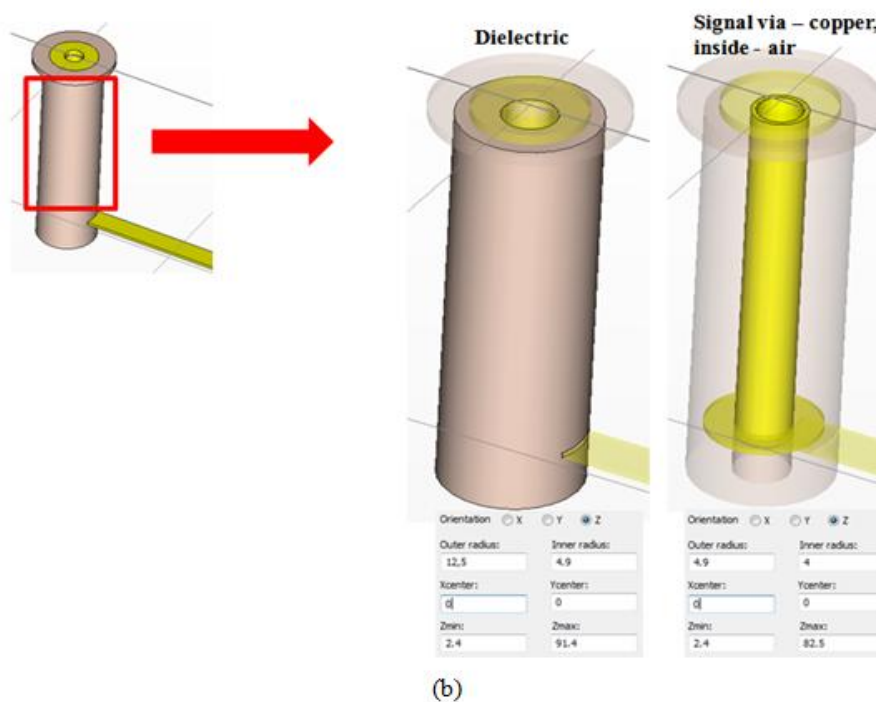 Dielectric
Signal via – copper,
inside - air
Orientation X Y Z
Outer radius: Inner radius:
12.5 4.9
Xcenter: Ycenter:
0 0
Zmin: Zmax:
2.4 91.4
Orientation X Y Z
Outer radius: Inner radius:
4.9 4
Xcenter: Ycenter:
0 0
Zmin: Zmax:
2.4 82.5
(b)